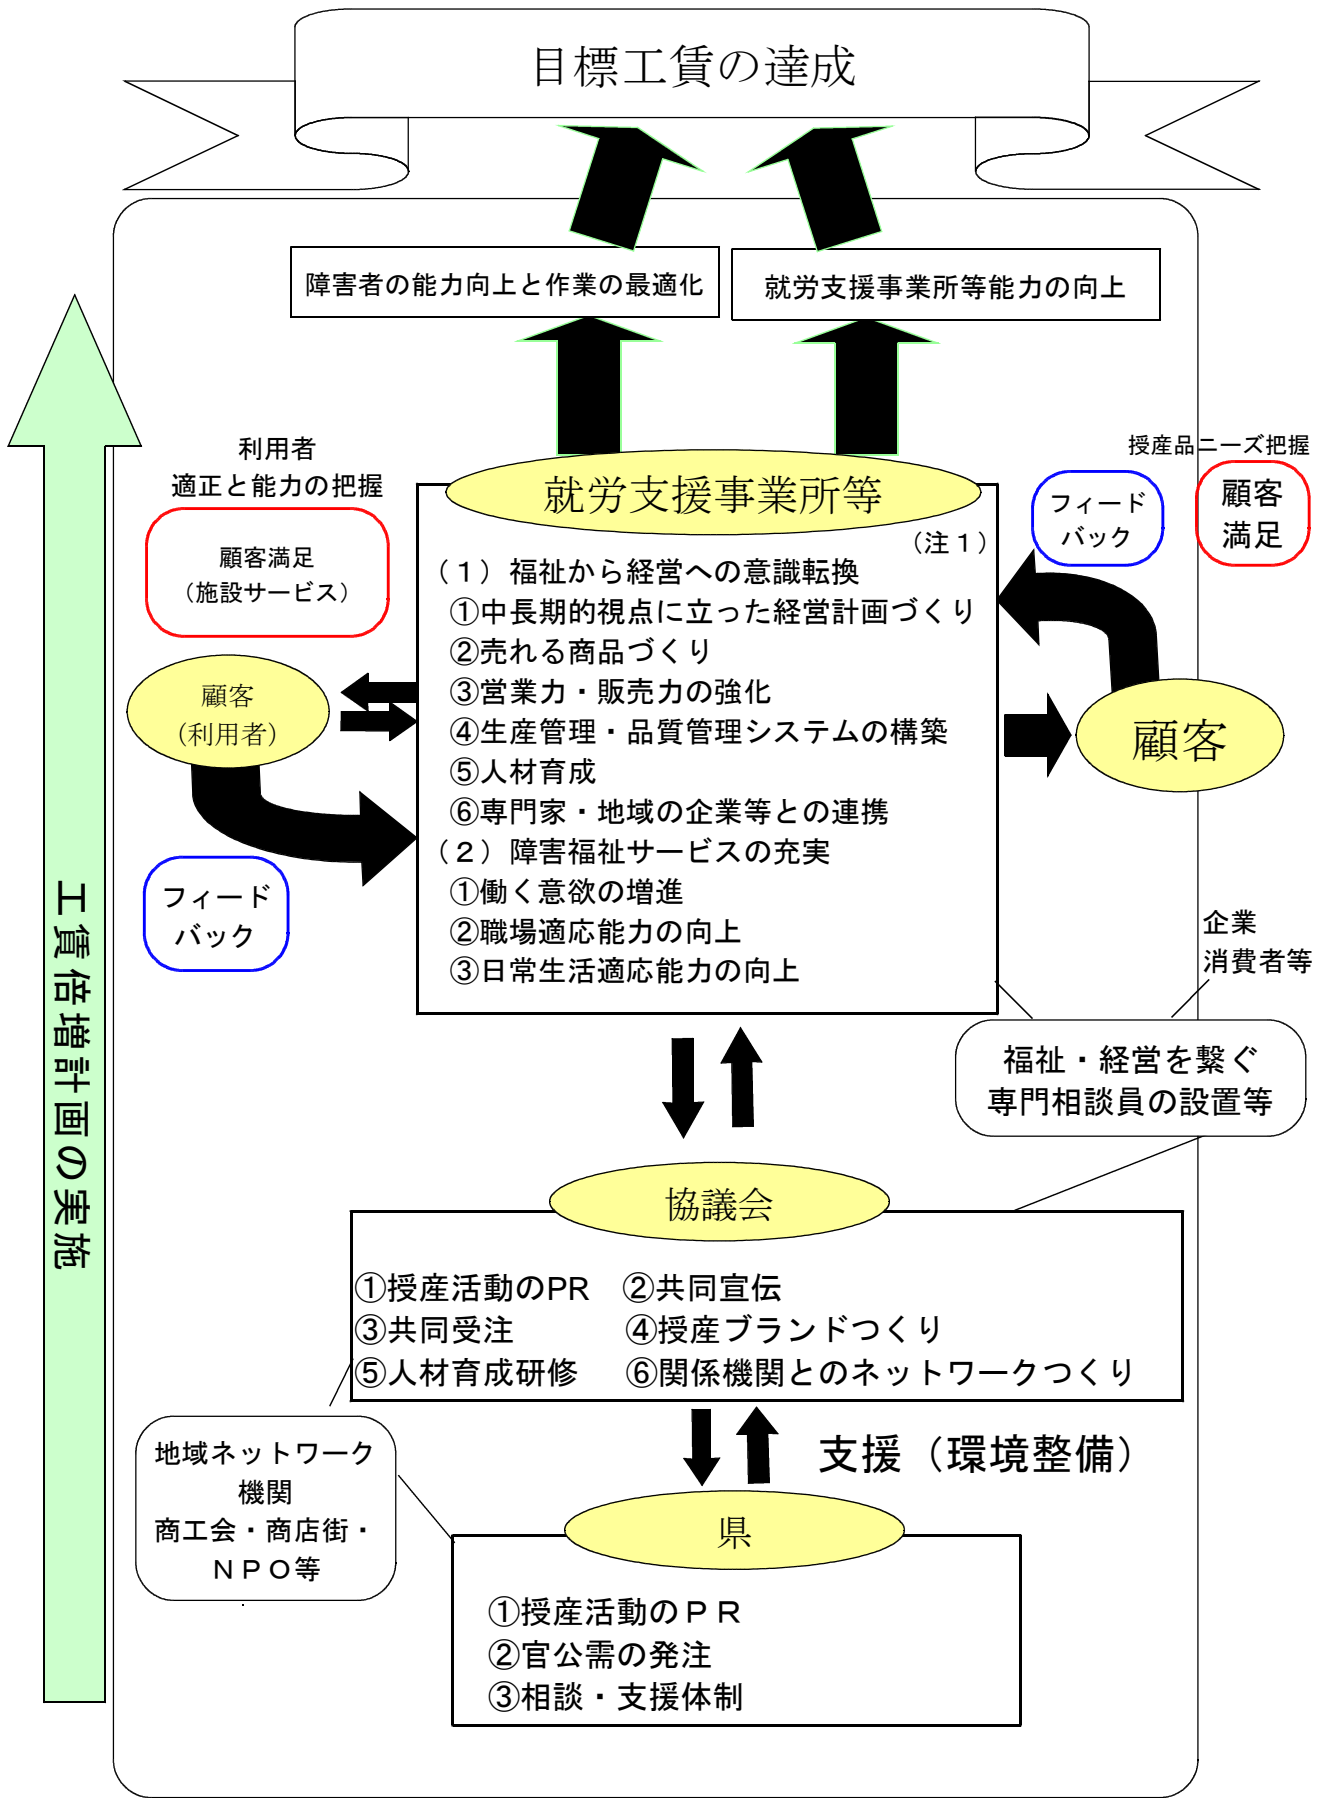 目標工賃の達成
障害者の能力向上と作業の最適化
就労支援事業所等能力の向上
利用者
適正と能力の把握
顧客満足
（施設サービス）
授産品ニーズ把握
フィード
バック
顧客
満足
就労支援事業所等
（注１）
（１）福祉から経営への意識転換
①中長期的視点に立った経営計画づくり
②売れる商品づくり
③営業力・販売力の強化
④生産管理・品質管理システムの構築
⑤人材育成
⑥専門家・地域の企業等との連携
（２）障害福祉サービスの充実
①働く意欲の増進
②職場適応能力の向上
③日常生活適応能力の向上
顧客
（利用者）
顧客
フィード
バック
工賃倍増計画の実施
企業
消費者等
福祉・経営を繋ぐ
専門相談員の設置等
協議会
①授産活動のPR　②共同宣伝
③共同受注　④授産ブランドつくり
⑤人材育成研修　⑥関係機関とのネットワークつくり
支援（環境整備）
地域ネットワーク
機関
商工会・商店街・
ＮＰＯ等
県
①授産活動のＰＲ
②官公需の発注
③相談・支援体制